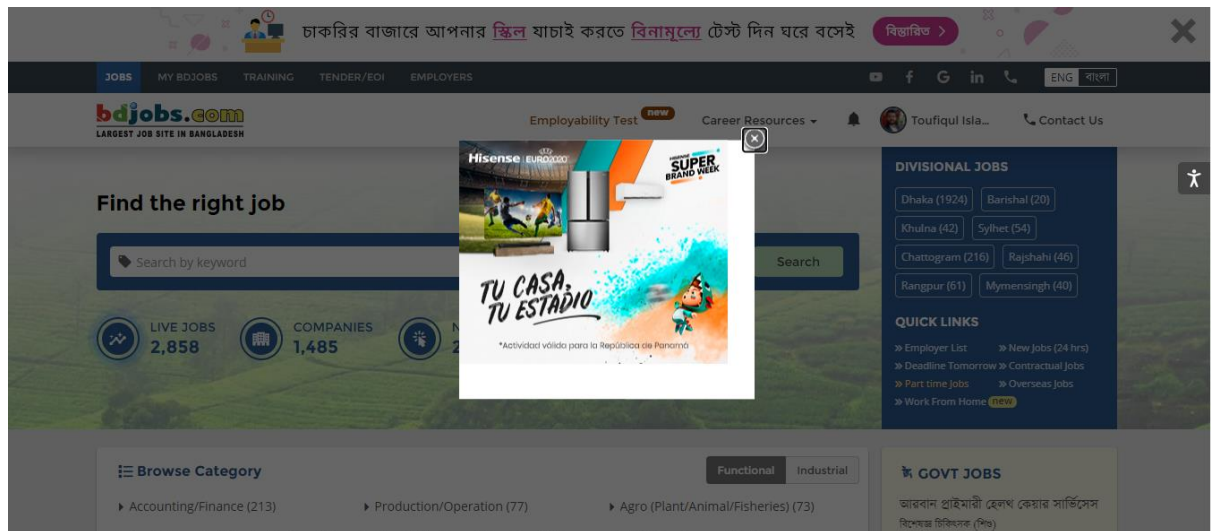 চাকরির বাজারে আপনার স্কিল যাচাই করতে বিনামূল্যে টেস্ট দিন ঘরে বসেই
বিস্তারিত >
JOBS MY BDJOBS TRAINING TENDER/EOI EMPLOYERS
ENG বাংলা
bdjobs.com
LARGEST JOB SITE IN BANGLADESH
Employability Test new Career Resources Toufiqul Isla... Contact Us
Hisense EURO2020
HISENSE
SUPER
BRAND WEEK
TU CASA,
TU ESTADIO
*Actividad válida para la República de Panamá
Find the right job
Search by keyword
Search
LIVE JOBS
2,858
COMPANIES
1,485
N
2
DIVISIONAL JOBS
Dhaka (1924) Barishal (20)
Khulna (42) Sylhet (54)
Chattogram (216) Rajshahi (46)
Rangpur (61) Mymensingh (40)
QUICK LINKS
» Employer List » New Jobs (24 hrs)
» Deadline Tomorrow » Contractual Jobs
» Part time Jobs » Overseas Jobs
» Work From Home new
Browse Category
Functional Industrial
Accounting/Finance (213) Production/Operation (77) Agro (Plant/Animal/Fisheries) (73)
GOVT JOBS
আরবান প্রাইমারী হেলথ কেয়ার সার্ভিসেস
বিশেষজ্ঞ চিকিৎসক (শিশু)